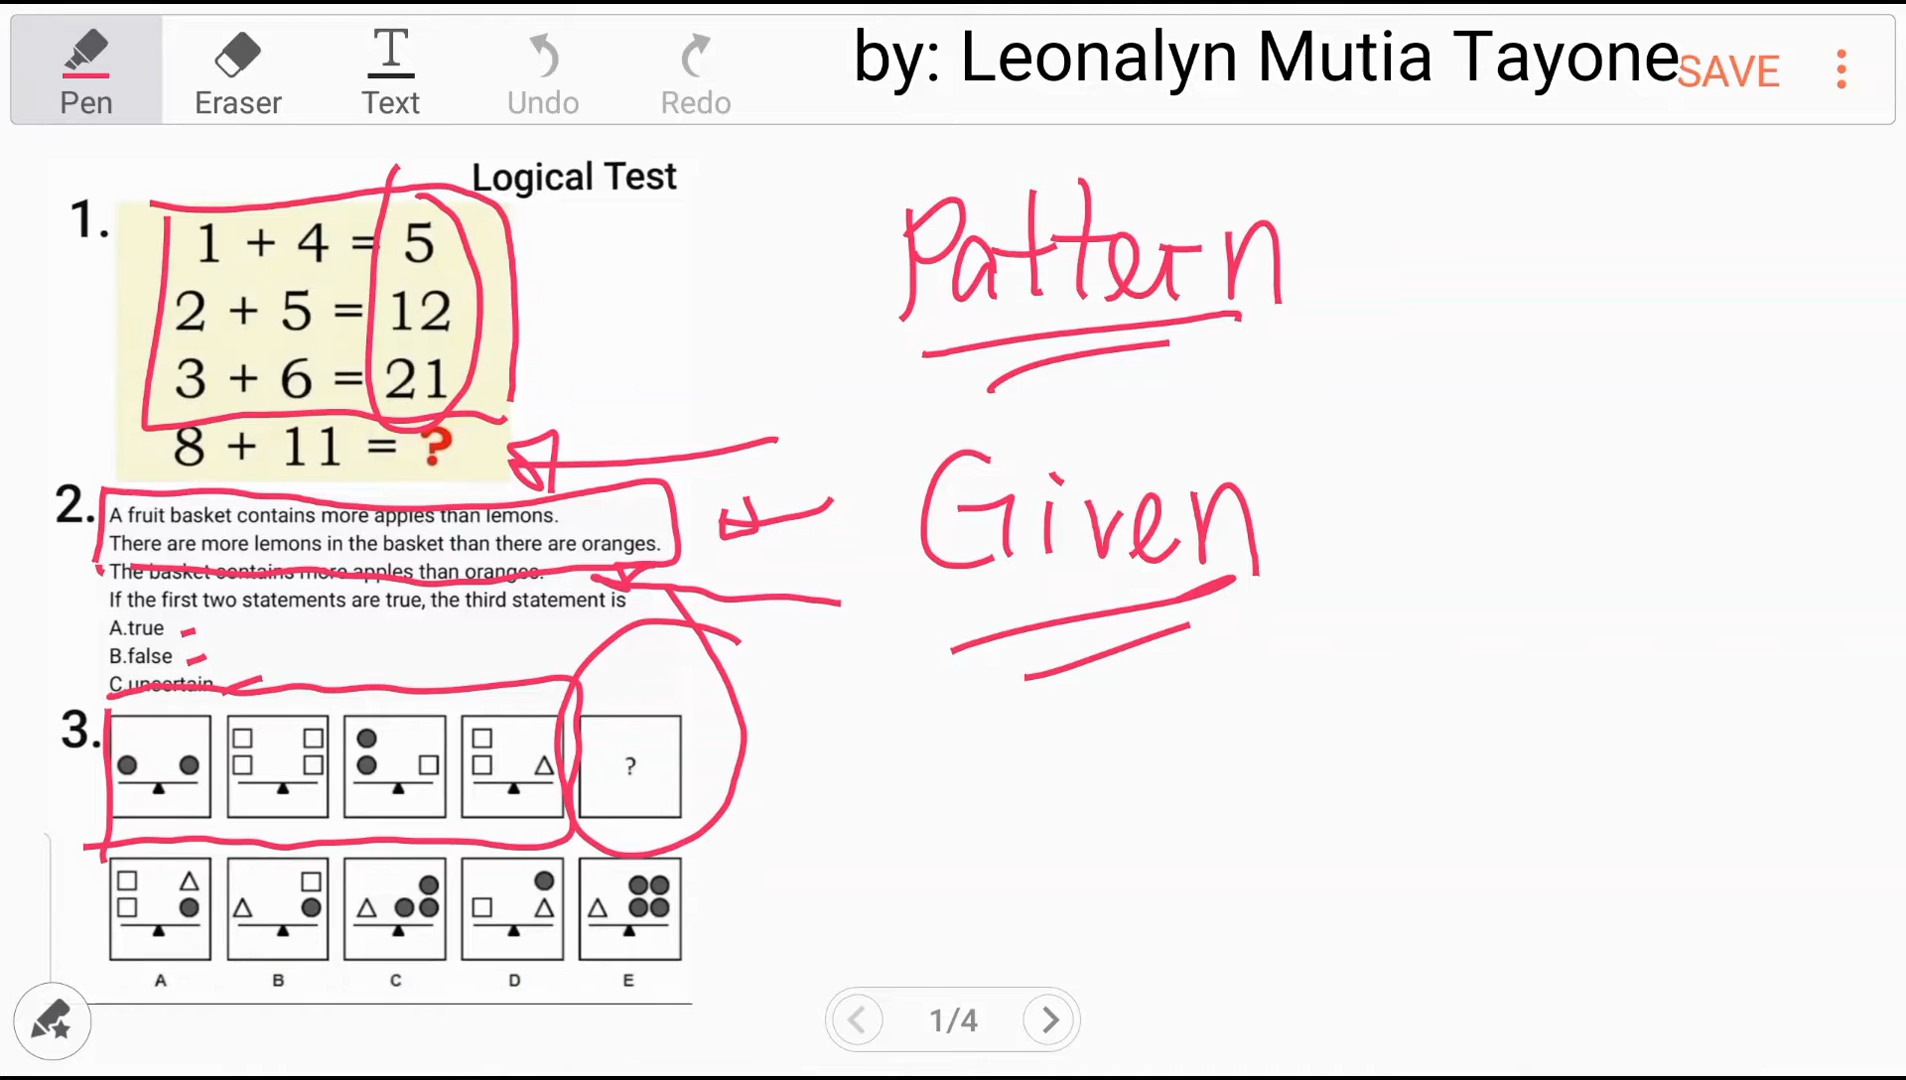 Pen
Eraser
T
Text
Undo
Redo
by: Leonalyn Mutia Tayone
SAVE
Logical Test
1.
1 + 4 = 5
2 + 5 = 12
3 + 6 = 21
8 + 11 = ?
2.
A fruit basket contains more apples than lemons.
There are more lemons in the basket than there are oranges.
The basket contains more apples than oranges.
If the first two statements are true, the third statement is
A.true
B.false
C.uncertain
3.
?
A B C D E
Pattern
Given
1/4